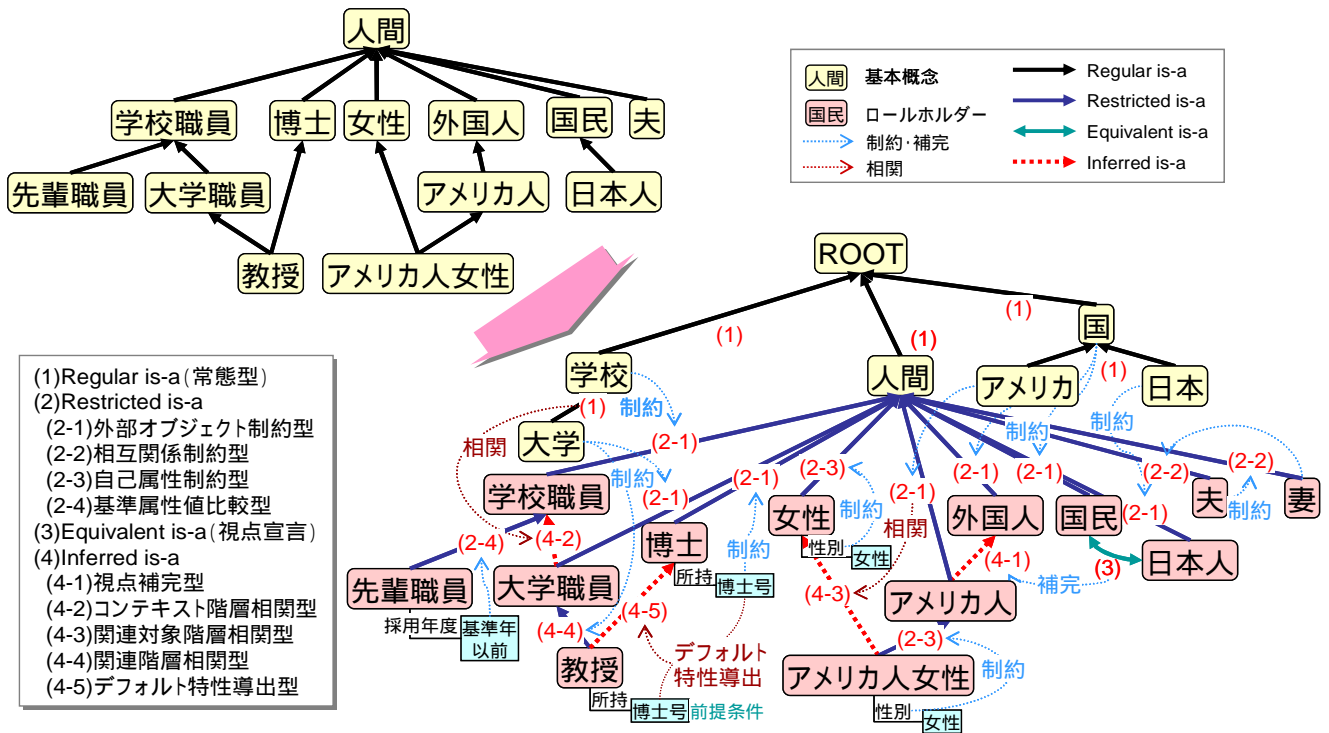 人間
学校職員
博士
女性
外国人
国民
夫
先輩職員
大学職員
アメリカ人
日本人
教授
アメリカ人女性
人間 基本概念
国民 ロールホルダー
制約・補完
相関
Regular is-a
Restricted is-a
Equivalent is-a
Inferred is-a
(1)Regular is-a(常態型)
(2)Restricted is-a
(2-1)外部オブジェクト制約型
(2-2)相互関係制約型
(2-3)自己属性制約型
(2-4)基準属性値比較型
(3)Equivalent is-a(視点宣言)
(4)Inferred is-a
(4-1)視点補完型
(4-2)コンテキスト階層相関型
(4-3)関連対象階層相関型
(4-4)関連階層相関型
(4-5)デフォルト特性導出型
ROOT
(1)
(1)
(1)
国
学校
人間
アメリカ
(1)
日本
(1)
制約
大学
相関
(2-1)
制約
制約
制約
(2-1)
(2-1)
(2-3)
(2-1)
(2-1)
(2-1)
(2-2)
(2-2)
制約
学校職員
博士
女性
制約
制約
相関
外国人
国民
(2-1)
夫
妻
性別
女性
(2-4)
(4-2)
(4-1)
(3)
日本人
補完
先輩職員
大学職員
所持
博士号
アメリカ人
採用年度
基準年
以前
(4-4)
(4-5)
(4-3)
(2-3)
制約
教授
デフォルト
特性導出
アメリカ人女性
所持
博士号
前提条件
性別
女性